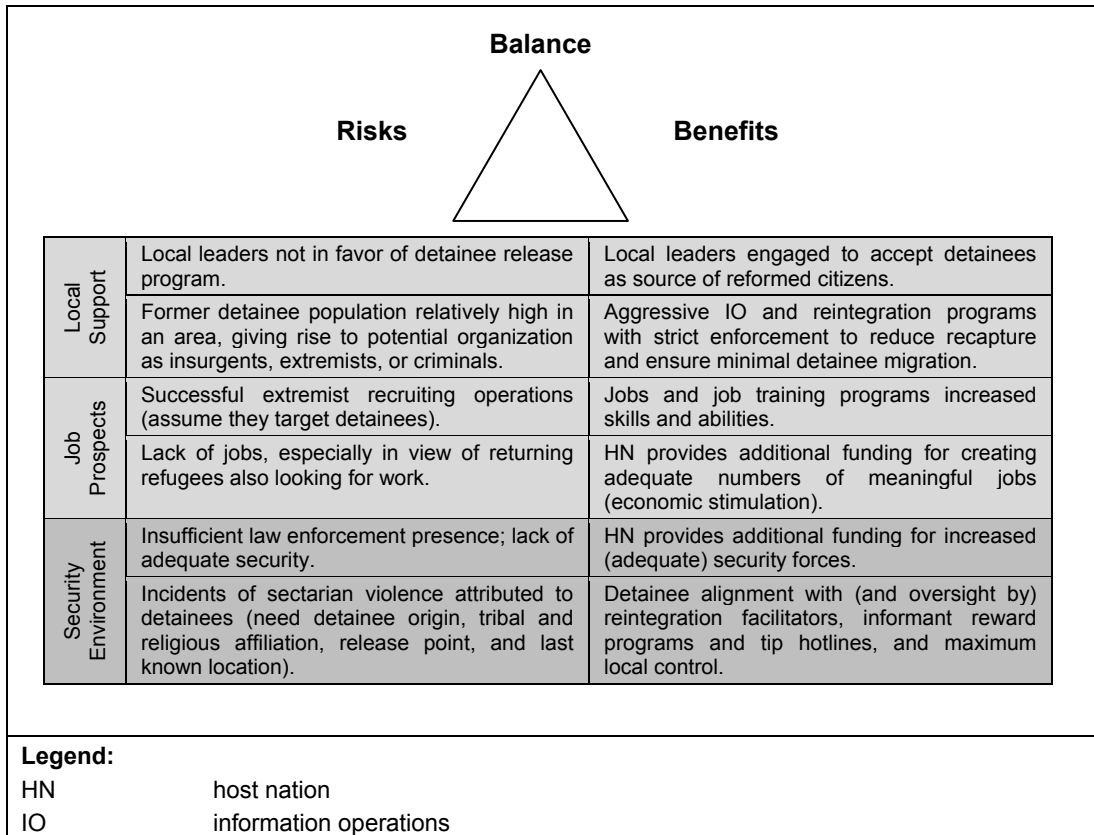 Balance
Risks
Benefits
Local
Support
Local leaders not in favor of detainee release
program.
Local leaders engaged to accept detainees
as source of reformed citizens.
Former detainee population relatively high in
an area, giving rise to potential organization
as insurgents, extremists, or criminals.
Aggressive IO and reintegration programs
with strict enforcement to reduce recapture
and ensure minimal detainee migration.
Job
Prospects
Successful extremist recruiting operations
(assume they target detainees).
Jobs and job training programs increased
skills and abilities.
Lack of jobs, especially in view of returning
refugees also looking for work.
HN provides additional funding for creating
adequate numbers of meaningful jobs
(economic stimulation).
Security
Environment
Insufficient law enforcement presence; lack of
adequate security.
HN provides additional funding for increased
(adequate) security forces.
Incidents of sectarian violence attributed to
detainees (need detainee origin, tribal and
religious affiliation, release point, and last
known location).
Detainee alignment with (and oversight by)
reintegration facilitators, informant reward
programs and tip hotlines, and maximum
local control.
Legend:
HN host nation
IO information operations